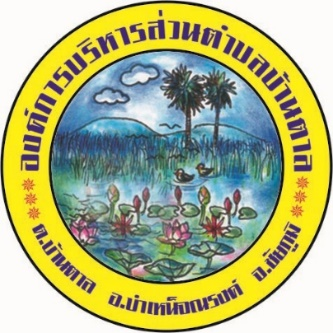 องค์การบริหารส่วนตำบลบ้านตาล
ต.บ้านตาล อ.บำเหน็จณรงค์ จ.ชัยภูมิ